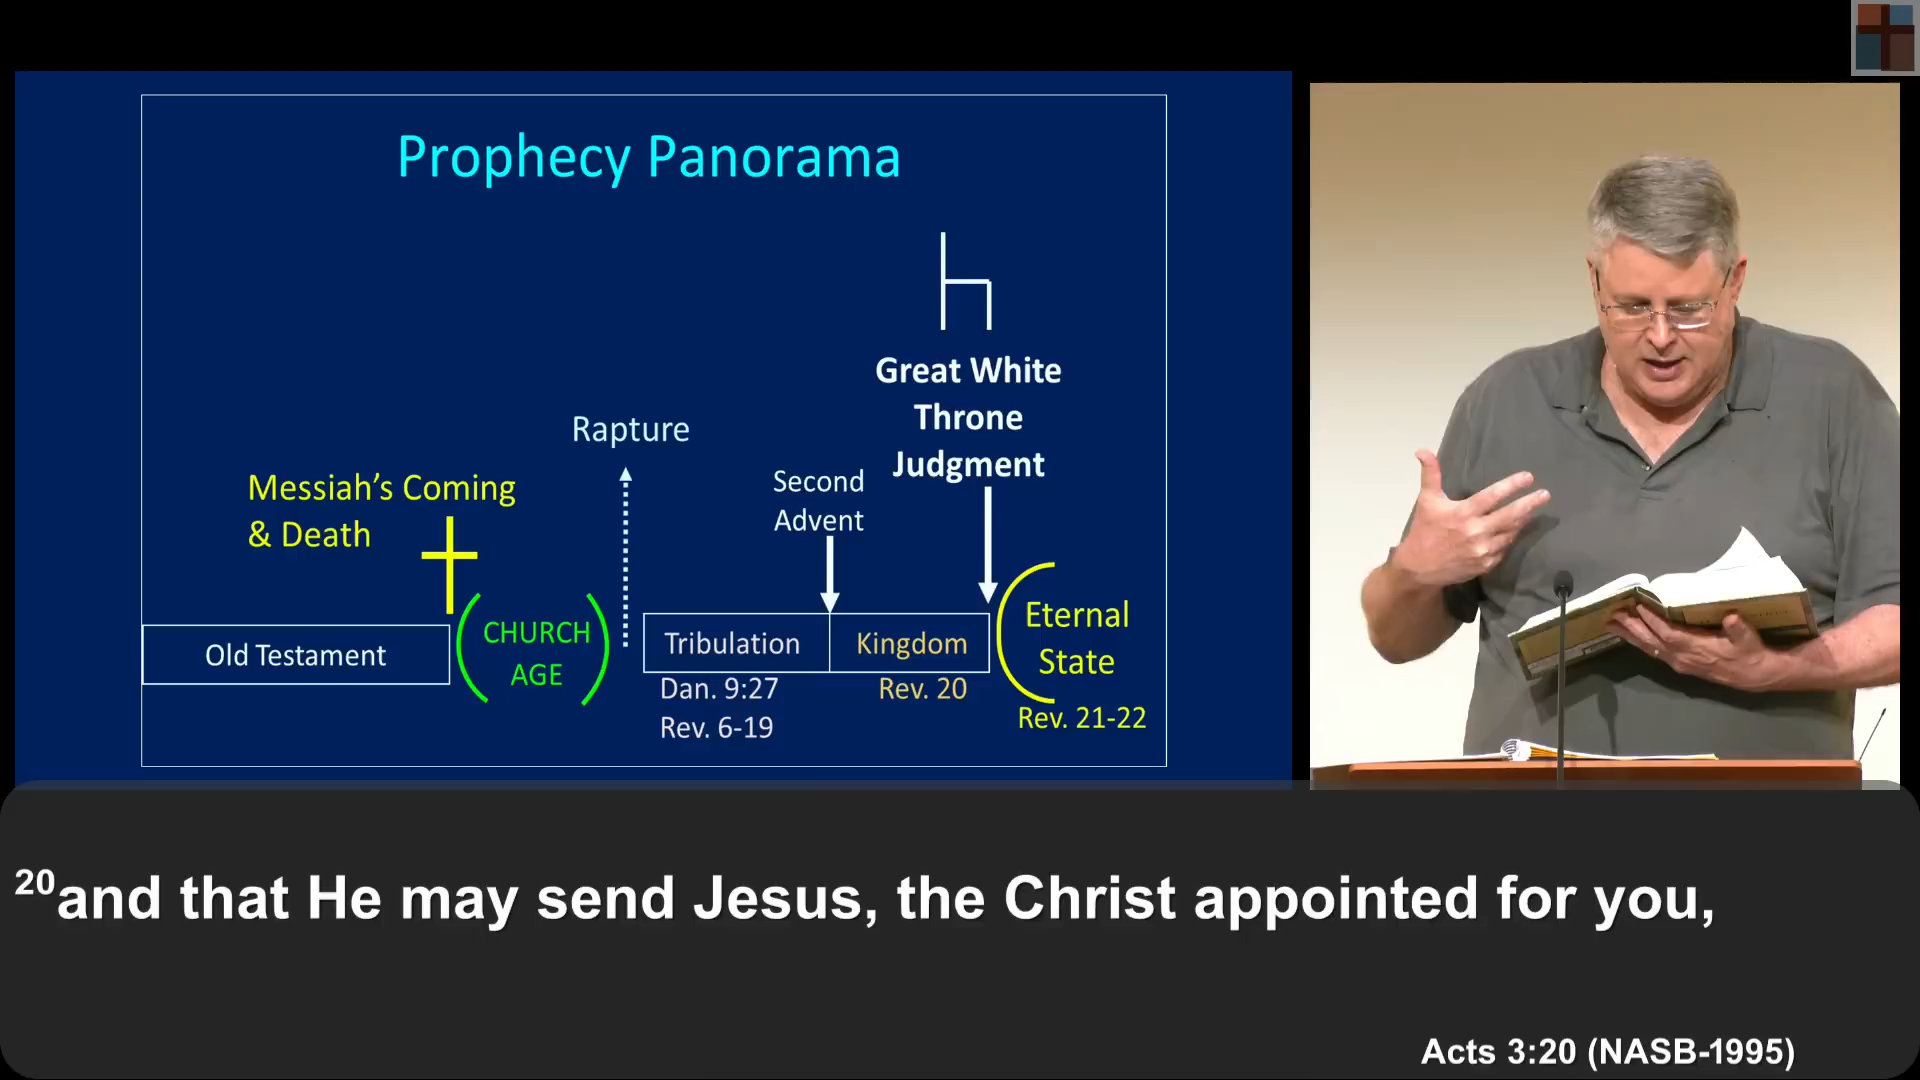 Prophecy Panorama
Great White
Throne
Judgment
Rapture
Second
Advent
Messiah's Coming
& Death
Old Testament
CHURCH
AGE
Tribulation
Kingdom
Eternal
State
Dan. 9:27
Rev. 6-19
Rev. 20
Rev. 21-22
20and that He may send Jesus, the Christ appointed for you,
Acts 3:20 (NASB-1995)